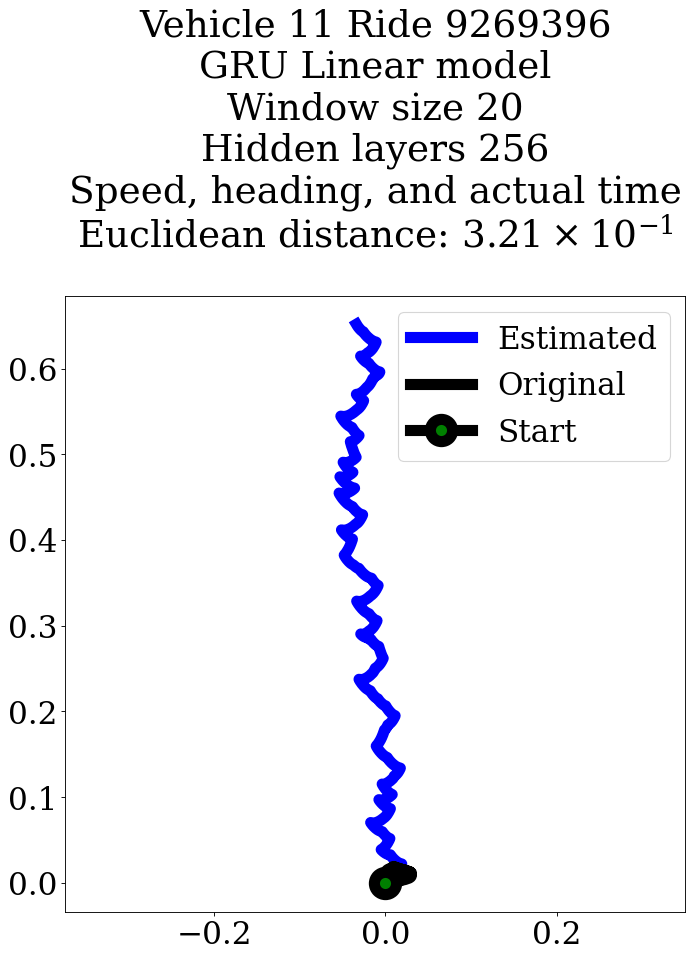 Vehicle 11 Ride 9269396
GRU Linear model
Window size 20
Hidden layers 256
Speed, heading, and actual time
Euclidean distance: 3.21 × 10⁻¹
Estimated
Original
Start
0.6
0.5
0.4
0.3
0.2
0.1
0.0
−0.2 0.0 0.2